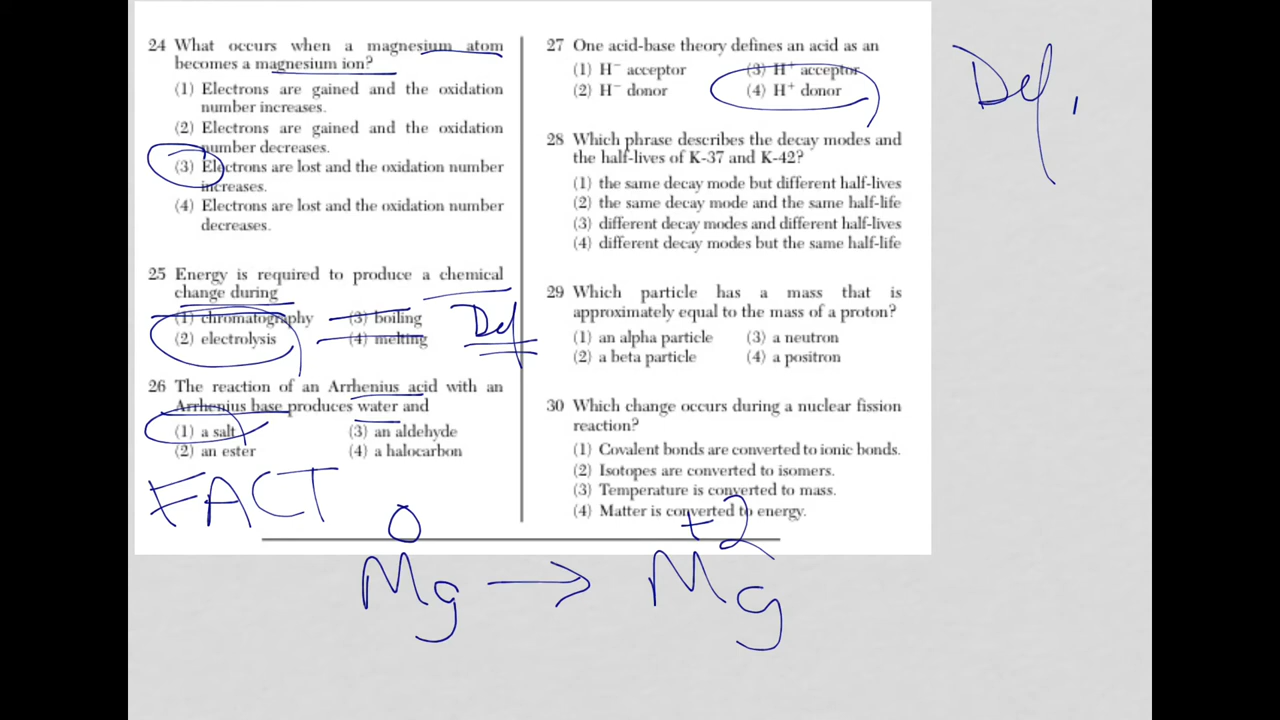 24 What occurs when a magnesium atom
becomes a magnesium ion?
(1) Electrons are gained and the oxidation
number increases.
(2) Electrons are gained and the oxidation
number decreases.
(3) Electrons are lost and the oxidation number
increases.
(4) Electrons are lost and the oxidation number
decreases.
25 Energy is required to produce a chemical
change during
(1) chromatography (3) boiling
(2) electrolysis (4) melting
Def
26 The reaction of an Arrhenius acid with an
Arrhenius base produces water and
(1) a salt (3) an aldehyde
(2) an ester (4) a halocarbon
FACT
27 One acid-base theory defines an acid as an
(1) H⁻ acceptor (3) H⁺ acceptor
(2) H⁻ donor (4) H⁺ donor
Def.
28 Which phrase describes the decay modes and
the half-lives of K-37 and K-42?
(1) the same decay mode but different half-lives
(2) the same decay mode and the same half-life
(3) different decay modes and different half-lives
(4) different decay modes but the same half-life
29 Which particle has a mass that is
approximately equal to the mass of a proton?
(1) an alpha particle (3) a neutron
(2) a beta particle (4) a positron
30 Which change occurs during a nuclear fission
reaction?
(1) Covalent bonds are converted to ionic bonds.
(2) Isotopes are converted to isomers.
(3) Temperature is converted to mass.
(4) Matter is converted to energy.
0 +2
Mg → Mg